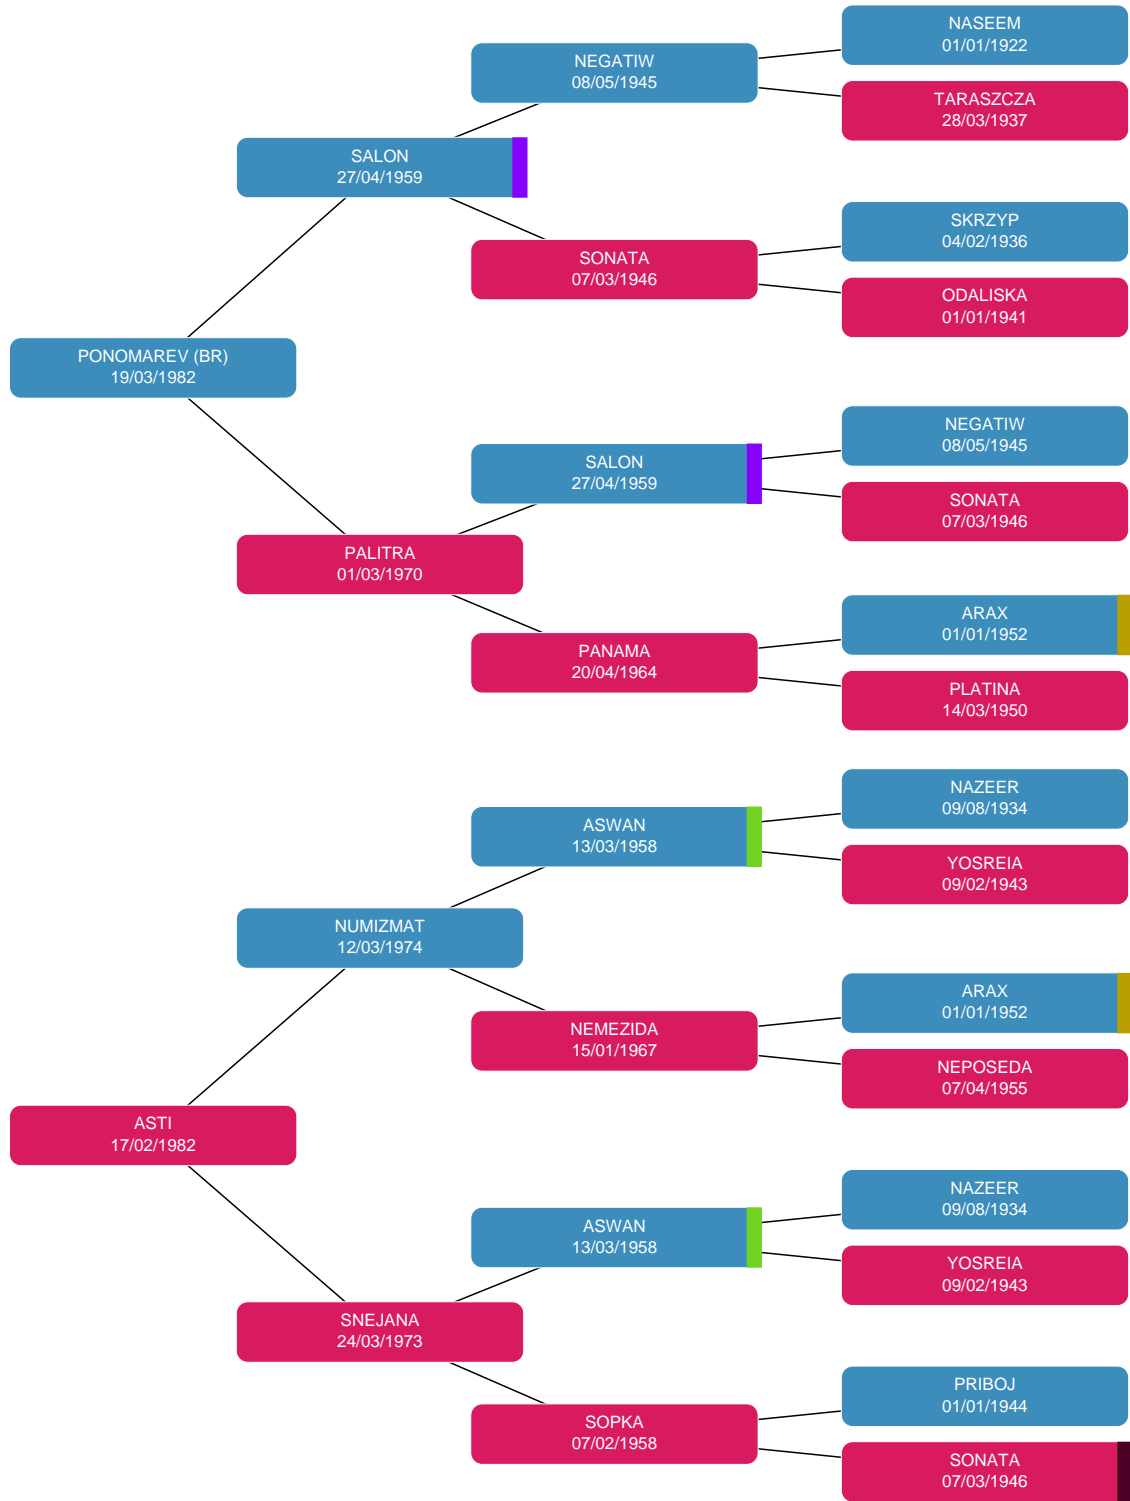 NASEEM
01/01/1922
NEGATIW
08/05/1945
TARASZCZA
28/03/1937
SALON
27/04/1959
SKRZYP
04/02/1936
SONATA
07/03/1946
ODALISKA
01/01/1941
PONOMAREV (BR)
19/03/1982
NEGATIW
08/05/1945
SALON
27/04/1959
SONATA
07/03/1946
PALITRA
01/03/1970
ARAX
01/01/1952
PANAMA
20/04/1964
PLATINA
14/03/1950
NAZEER
09/08/1934
ASWAN
13/03/1958
YOSREIA
09/02/1943
NUMIZMAT
12/03/1974
ARAX
01/01/1952
NEMEZIDA
15/01/1967
NEPOSEDA
07/04/1955
ASTI
17/02/1982
NAZEER
09/08/1934
ASWAN
13/03/1958
YOSREIA
09/02/1943
SNEJANA
24/03/1973
PRIBOJ
01/01/1944
SOPKA
07/02/1958
SONATA
07/03/1946